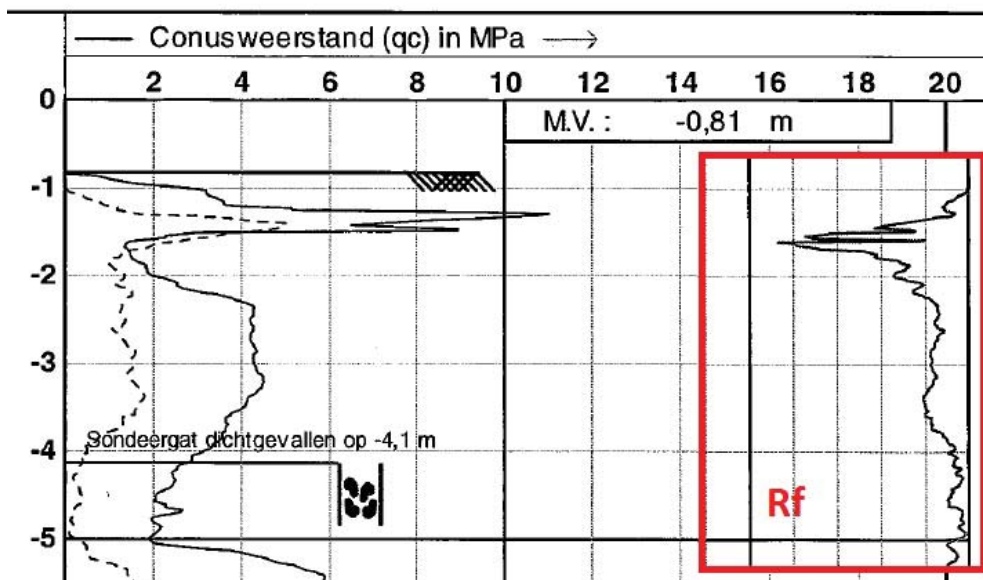 Conusweerstand (qc) in MPa
2 4 6 8 10 12 14 16 18 20
0
M.V. : -0,81 m
-1
-2
-3
Sondeergat dichtgevallen op -4,1 m
-4
Rf
-5